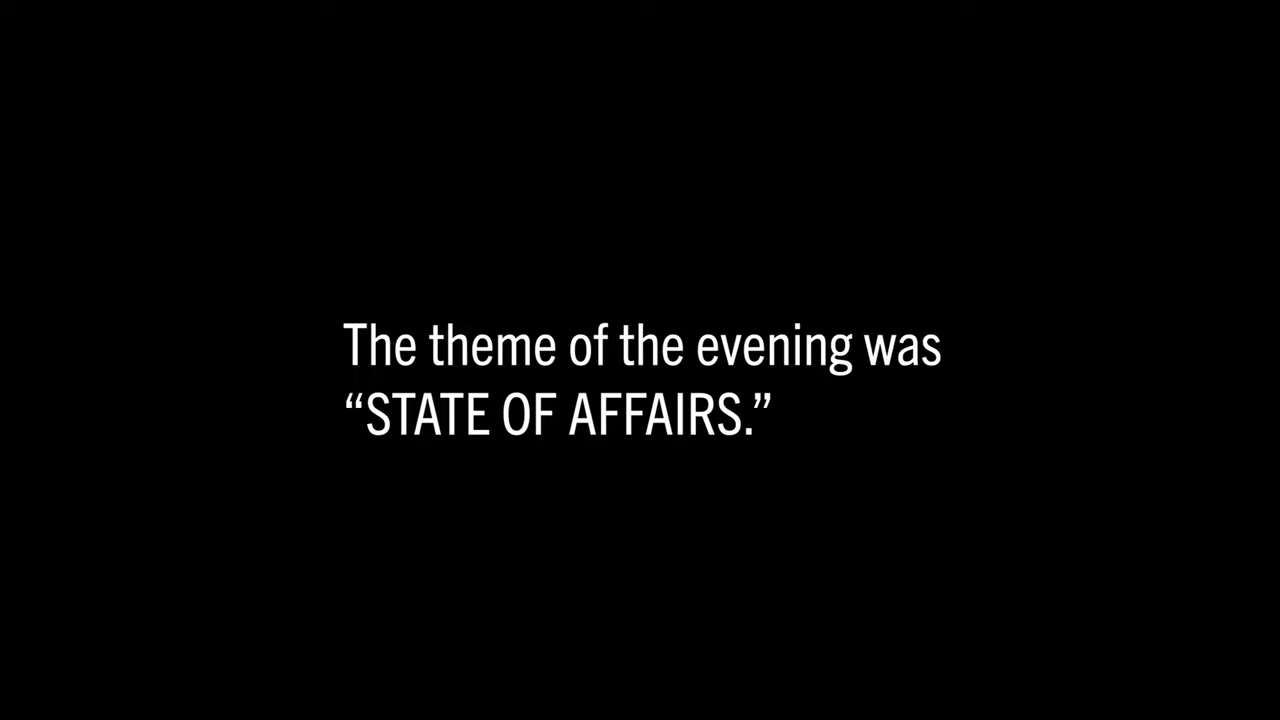 The theme of the evening was
“STATE OF AFFAIRS.”